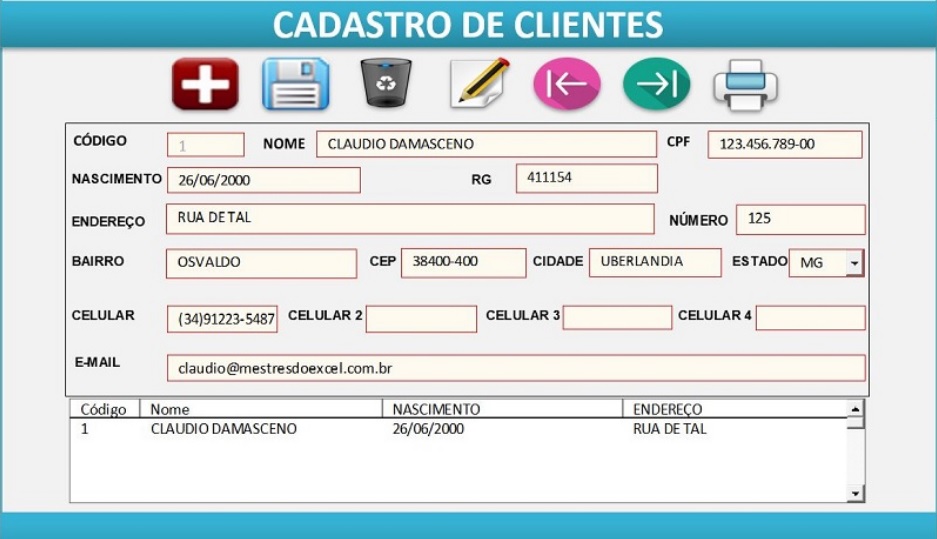 CADASTRO DE CLIENTES
CÓDIGO 1 NOME CLAUDIO DAMASCENO CPF 123.456.789-00
NASCIMENTO 26/06/2000 RG 411154
ENDEREÇO RUA DE TAL NÚMERO 125
BAIRRO OSVALDO CEP 38400-400 CIDADE UBERLANDIA ESTADO MG
CELULAR (34)91223-5487 CELULAR 2 CELULAR 3 CELULAR 4
E-MAIL claudio@mestresdoexcel.com.br
Código Nome NASCIMENTO ENDEREÇO
1 CLAUDIO DAMASCENO 26/06/2000 RUA DE TAL